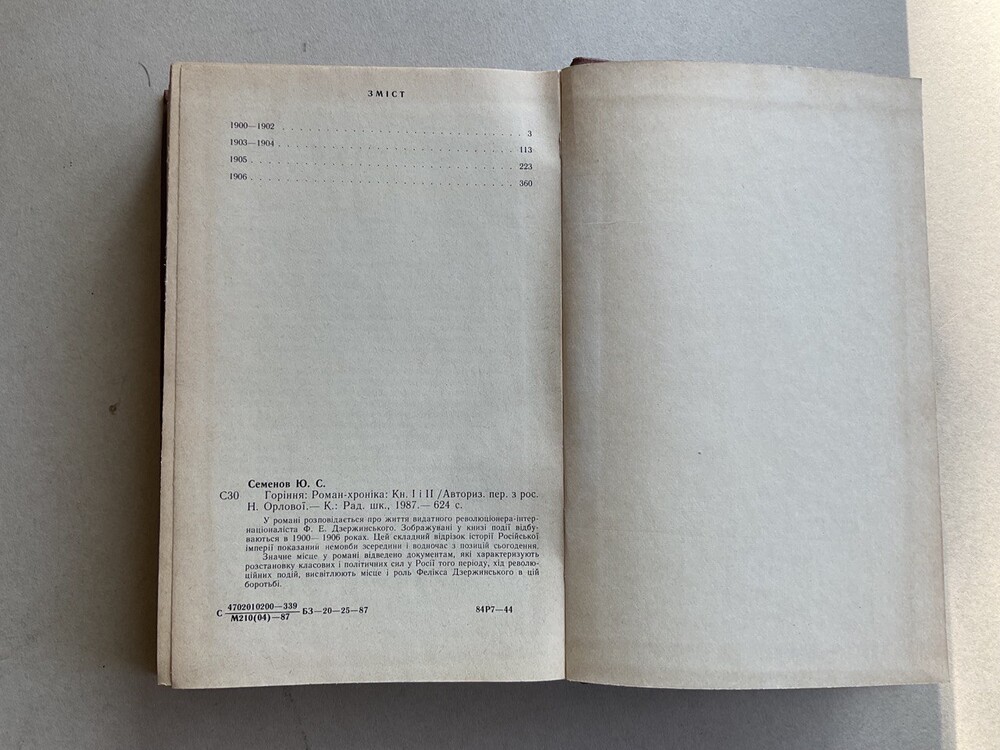 ЗМІСТ
1900—1902 . . . . . . . . . . . . . . . . . . . . 3
1903—1904 . . . . . . . . . . . . . . . . . . . . 113
1905 . . . . . . . . . . . . . . . . . . . . 223
1906 . . . . . . . . . . . . . . . . . . . . 360
Семенов Ю. С.
С30 Горіння: Роман-хроніка: Кн. І і ІІ /Авториз. пер. з рос.
Н. Орлової.— К.: Рад. шк., 1987.— 624 с.
У романі розповідається про життя видатного революціонера-інтер-
націоналіста Ф. Е. Дзержинського. Зображувані у книзі події відбу-
ваються в 1900— 1906 роках. Цей складний відрізок історії Російської
імперії показаний немовби зсередини і водночас з позицій сьогодення.
Значне місце у романі відведено документам, які характеризують
розстановку класових і політичних сил у Росії того періоду, хід револю-
ційних подій, висвітлюють місце і роль Фелікса Дзержинського в цій
боротьбі.
С 4702010200—339 БЗ—20—25—87 84Р7—44
М210(04)—87